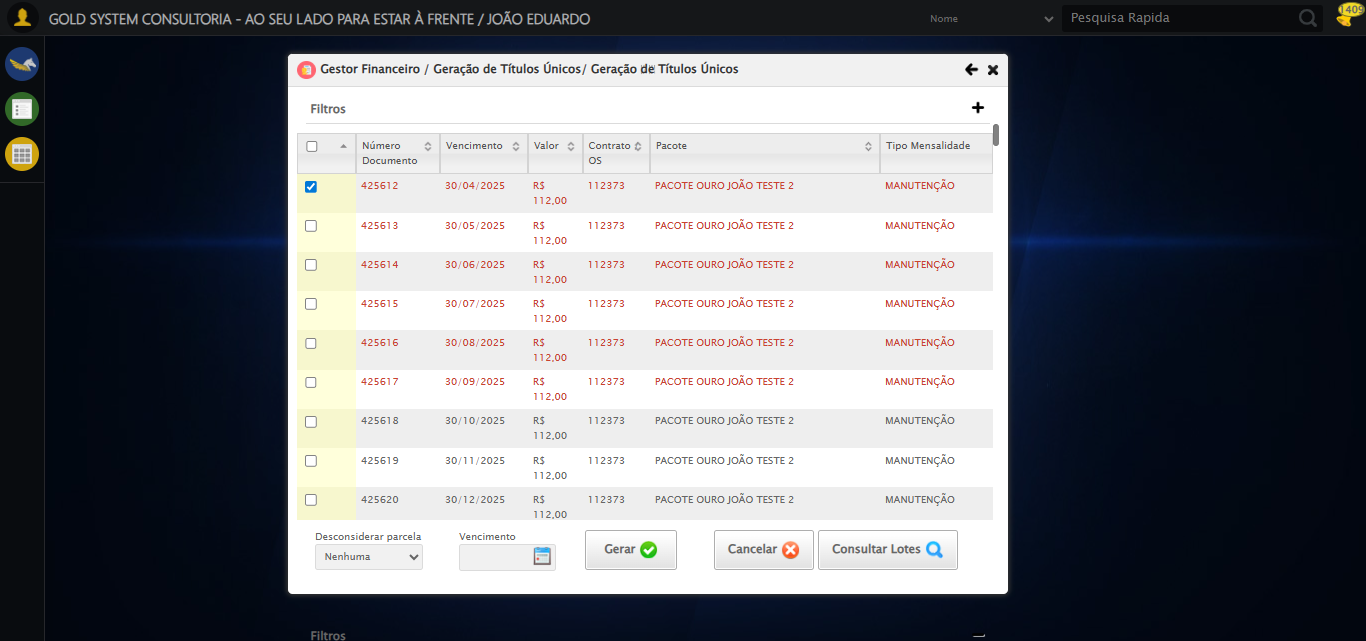 GOLD SYSTEM CONSULTORIA - AO SEU LADO PARA ESTAR À FRENTE / JOÃO EDUARDO
Nome
Pesquisa Rapida
1409
Gestor Financeiro / Geração de Títulos Únicos/ Geração de Títulos Únicos
Filtros
Número Documento Vencimento Valor Contrato OS Pacote Tipo Mensalidade
425612 30/04/2025 R$ 112,00 112373 PACOTE OURO JOÃO TESTE 2 MANUTENÇÃO
425613 30/05/2025 R$ 112,00 112373 PACOTE OURO JOÃO TESTE 2 MANUTENÇÃO
425614 30/06/2025 R$ 112,00 112373 PACOTE OURO JOÃO TESTE 2 MANUTENÇÃO
425615 30/07/2025 R$ 112,00 112373 PACOTE OURO JOÃO TESTE 2 MANUTENÇÃO
425616 30/08/2025 R$ 112,00 112373 PACOTE OURO JOÃO TESTE 2 MANUTENÇÃO
425617 30/09/2025 R$ 112,00 112373 PACOTE OURO JOÃO TESTE 2 MANUTENÇÃO
425618 30/10/2025 R$ 112,00 112373 PACOTE OURO JOÃO TESTE 2 MANUTENÇÃO
425619 30/11/2025 R$ 112,00 112373 PACOTE OURO JOÃO TESTE 2 MANUTENÇÃO
425620 30/12/2025 R$ 112,00 112373 PACOTE OURO JOÃO TESTE 2 MANUTENÇÃO
Desconsiderar parcela
Nenhuma
Vencimento
Gerar
Cancelar
Consultar Lotes
Filtros